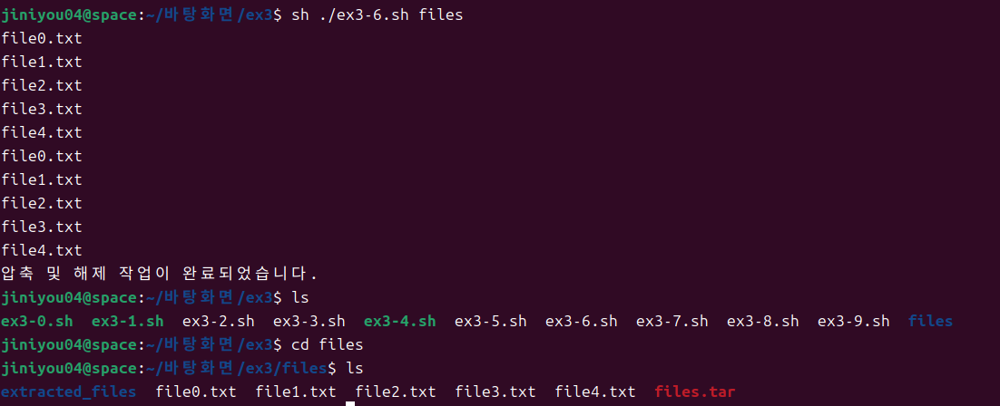 jiniyou04@space:~/바탕화면/ex3$ sh ./ex3-6.sh files
file0.txt
file1.txt
file2.txt
file3.txt
file4.txt
file0.txt
file1.txt
file2.txt
file3.txt
file4.txt
압축 및 해제 작업이 완료되었습니다.
jiniyou04@space:~/바탕화면/ex3$ ls
ex3-0.sh  ex3-1.sh  ex3-2.sh  ex3-3.sh  ex3-4.sh  ex3-5.sh  ex3-6.sh  ex3-7.sh  ex3-8.sh  ex3-9.sh  files
jiniyou04@space:~/바탕화면/ex3$ cd files
jiniyou04@space:~/바탕화면/ex3/files$ ls
extracted_files  file0.txt  file1.txt  file2.txt  file3.txt  file4.txt  files.tar